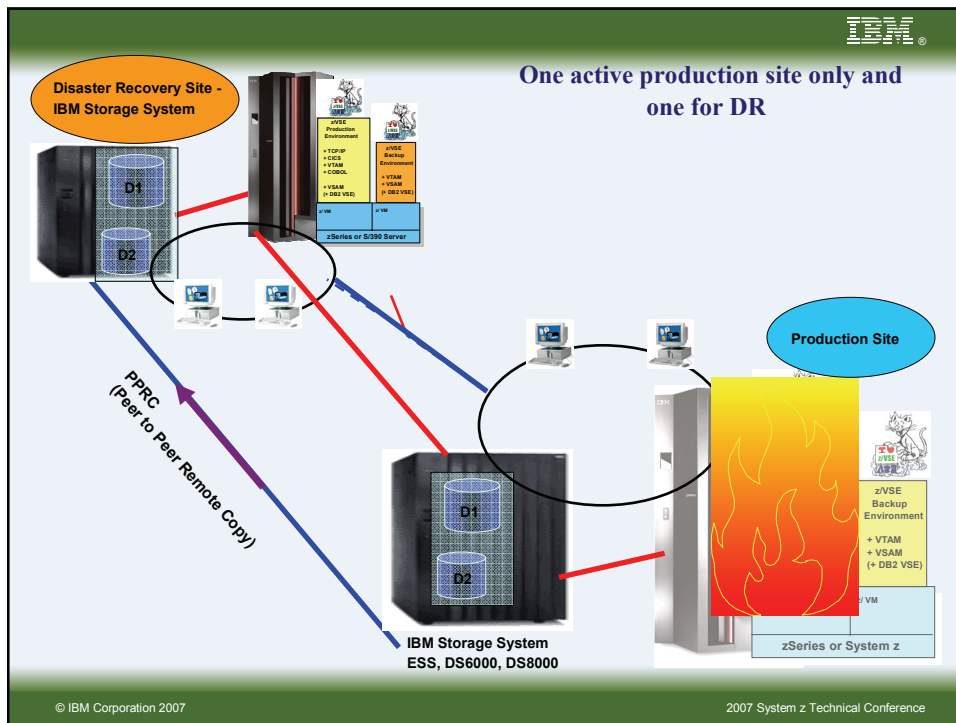 IBM®
One active production site only and
one for DR
Disaster Recovery Site -
IBM Storage System
z/VSE
Production
Environment
+ TCP/IP
+ CICS
+ VTAM
+ COBOL
+ VSAM
(+ DB2 VSE)
z/VSE
Backup
Environment
+ VTAM
+ VSAM
(+ DB2 VSE)
z/ VM
z/ VM
zSeries or S/390 Server
D1
D2
Production Site
PPRC
(Peer to Peer Remote Copy)
IBM
z/VSE
z/VSE
Backup
Environment
+ VTAM
+ VSAM
(+ DB2 VSE)
z/ VM
zSeries or System z
D1
D2
IBM Storage System
ESS, DS6000, DS8000
© IBM Corporation 2007
2007 System z Technical Conference